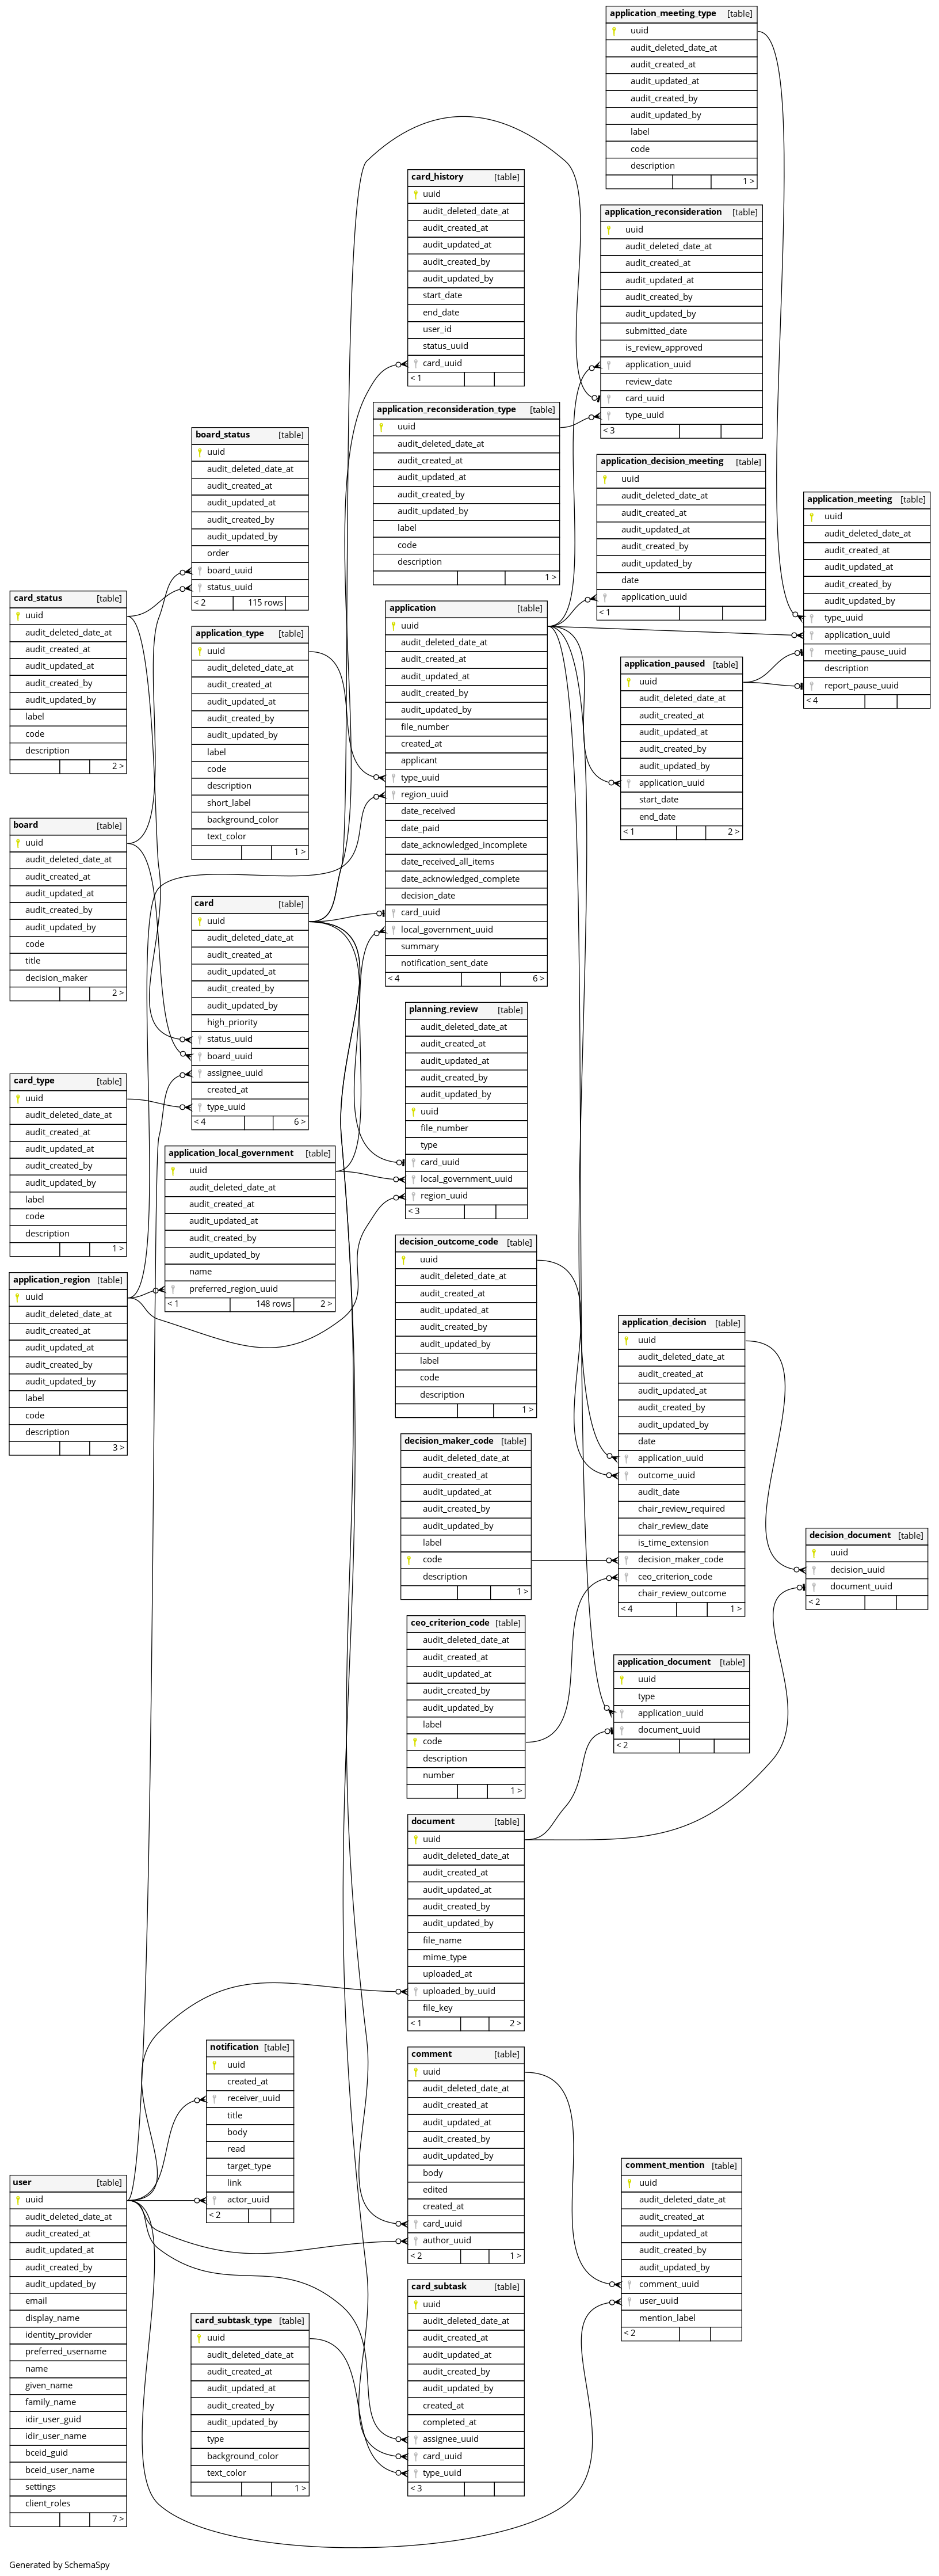 application_meeting_type [table]
uuid
audit_deleted_date_at
audit_created_at
audit_updated_at
audit_created_by
audit_updated_by
label
code
description
1 >
card_history [table]
uuid
audit_deleted_date_at
audit_created_at
audit_updated_at
audit_created_by
audit_updated_by
start_date
end_date
user_id
status_uuid
card_uuid
< 1
application_reconsideration [table]
uuid
audit_deleted_date_at
audit_created_at
audit_updated_at
audit_created_by
audit_updated_by
submitted_date
is_review_approved
application_uuid
review_date
card_uuid
type_uuid
< 3
application_reconsideration_type [table]
uuid
audit_deleted_date_at
audit_created_at
audit_updated_at
audit_created_by
audit_updated_by
label
code
description
1 >
board_status [table]
uuid
audit_deleted_date_at
audit_created_at
audit_updated_at
audit_created_by
audit_updated_by
order
board_uuid
status_uuid
< 2 115 rows
application_decision_meeting [table]
uuid
audit_deleted_date_at
audit_created_at
audit_updated_at
audit_created_by
audit_updated_by
date
application_uuid
< 1
application_meeting [table]
uuid
audit_deleted_date_at
audit_created_at
audit_updated_at
audit_created_by
audit_updated_by
type_uuid
application_uuid
meeting_pause_uuid
description
report_pause_uuid
< 4
card_status [table]
uuid
audit_deleted_date_at
audit_created_at
audit_updated_at
audit_created_by
audit_updated_by
label
code
description
2 >
application_type [table]
uuid
audit_deleted_date_at
audit_created_at
audit_updated_at
audit_created_by
audit_updated_by
label
code
description
short_label
background_color
text_color
1 >
application [table]
uuid
audit_deleted_date_at
audit_created_at
audit_updated_at
audit_created_by
audit_updated_by
file_number
created_at
applicant
type_uuid
region_uuid
date_received
date_paid
date_acknowledged_incomplete
date_received_all_items
date_acknowledged_complete
decision_date
card_uuid
local_government_uuid
summary
notification_sent_date
< 4 6 >
application_paused [table]
uuid
audit_deleted_date_at
audit_created_at
audit_updated_at
audit_created_by
audit_updated_by
application_uuid
start_date
end_date
< 1 2 >
board [table]
uuid
audit_deleted_date_at
audit_created_at
audit_updated_at
audit_created_by
audit_updated_by
code
title
decision_maker
2 >
card [table]
uuid
audit_deleted_date_at
audit_created_at
audit_updated_at
audit_created_by
audit_updated_by
high_priority
status_uuid
board_uuid
assignee_uuid
created_at
type_uuid
< 4 6 >
planning_review [table]
audit_deleted_date_at
audit_created_at
audit_updated_at
audit_created_by
audit_updated_by
uuid
file_number
type
card_uuid
local_government_uuid
region_uuid
< 3
card_type [table]
uuid
audit_deleted_date_at
audit_created_at
audit_updated_at
audit_created_by
audit_updated_by
label
code
description
1 >
application_local_government [table]
uuid
audit_deleted_date_at
audit_created_at
audit_updated_at
audit_created_by
audit_updated_by
name
preferred_region_uuid
< 1 148 rows 2 >
application_region [table]
uuid
audit_deleted_date_at
audit_created_at
audit_updated_at
audit_created_by
audit_updated_by
label
code
description
3 >
decision_outcome_code [table]
uuid
audit_deleted_date_at
audit_created_at
audit_updated_at
audit_created_by
audit_updated_by
label
code
description
1 >
application_decision [table]
uuid
audit_deleted_date_at
audit_created_at
audit_updated_at
audit_created_by
audit_updated_by
date
application_uuid
outcome_uuid
audit_date
chair_review_required
chair_review_date
is_time_extension
decision_maker_code
ceo_criterion_code
chair_review_outcome
< 4 1 >
decision_maker_code [table]
audit_deleted_date_at
audit_created_at
audit_updated_at
audit_created_by
audit_updated_by
label
code
description
1 >
decision_document [table]
uuid
decision_uuid
document_uuid
< 2
ceo_criterion_code [table]
audit_deleted_date_at
audit_created_at
audit_updated_at
audit_created_by
audit_updated_by
label
code
description
number
1 >
application_document [table]
uuid
type
application_uuid
document_uuid
< 2
document [table]
uuid
audit_deleted_date_at
audit_created_at
audit_updated_at
audit_created_by
audit_updated_by
file_name
mime_type
uploaded_at
uploaded_by_uuid
file_key
< 1 2 >
notification [table]
uuid
created_at
receiver_uuid
title
body
read
target_type
link
actor_uuid
< 2
comment [table]
uuid
audit_deleted_date_at
audit_created_at
audit_updated_at
audit_created_by
audit_updated_by
body
edited
created_at
card_uuid
author_uuid
< 2 1 >
comment_mention [table]
uuid
audit_deleted_date_at
audit_created_at
audit_updated_at
audit_created_by
audit_updated_by
comment_uuid
user_uuid
mention_label
< 2
user [table]
uuid
audit_deleted_date_at
audit_created_at
audit_updated_at
audit_created_by
audit_updated_by
email
display_name
identity_provider
preferred_username
name
given_name
family_name
idir_user_guid
idir_user_name
bceid_guid
bceid_user_name
settings
client_roles
7 >
card_subtask_type [table]
uuid
audit_deleted_date_at
audit_created_at
audit_updated_at
audit_created_by
audit_updated_by
type
background_color
text_color
1 >
card_subtask [table]
uuid
audit_deleted_date_at
audit_created_at
audit_updated_at
audit_created_by
audit_updated_by
created_at
completed_at
assignee_uuid
card_uuid
type_uuid
< 3
Generated by SchemaSpy